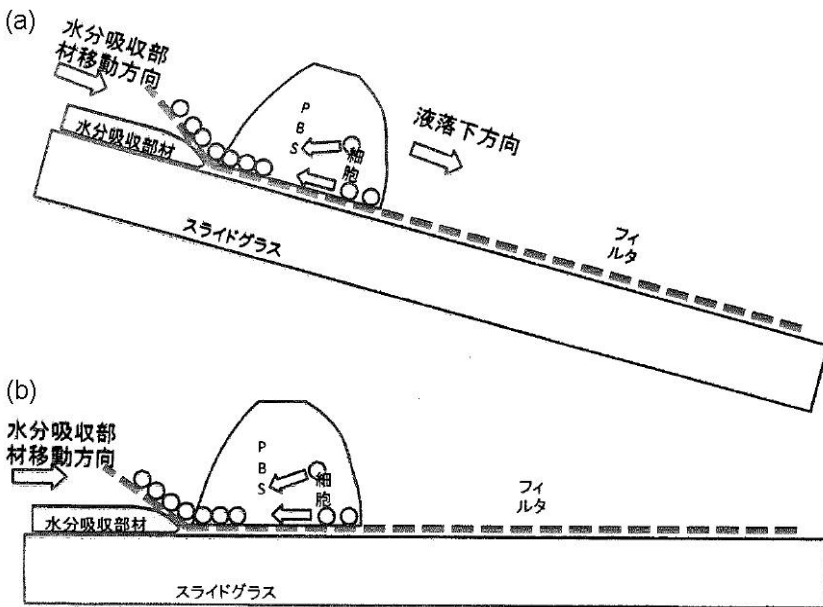 (a)
水分吸収部
材移動方向
水分吸収部材
PBS
細胞
液落下方向
スライドグラス
フィ
ルタ
(b)
水分吸収部
材移動方向
水分吸収部材
PBS
細胞
フィ
ルタ
スライドグラス